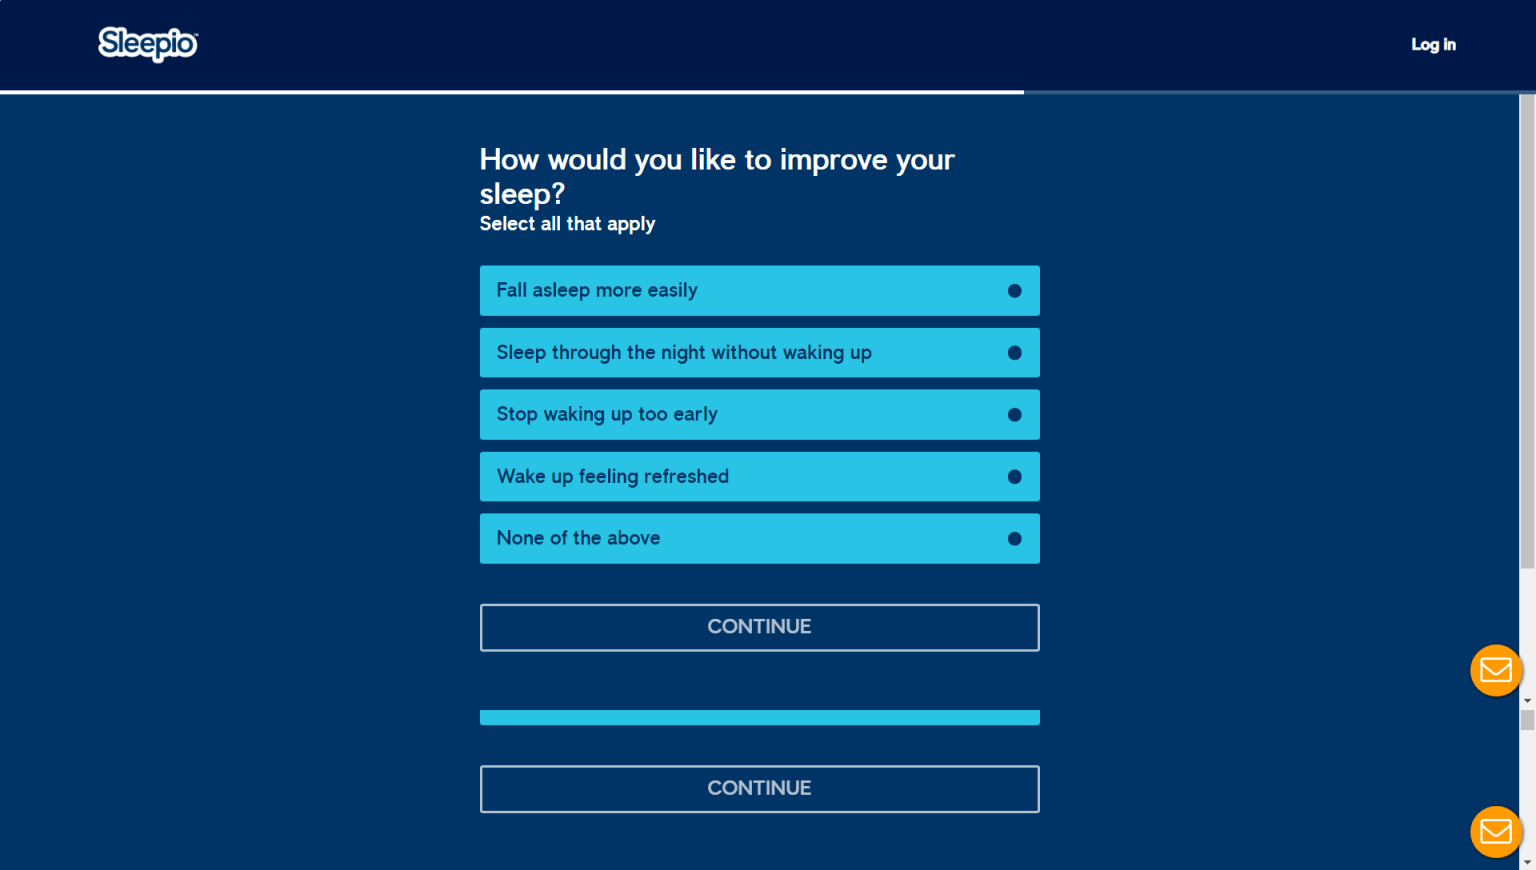 Sleepio™
Log in
How would you like to improve your
sleep?
Select all that apply
Fall asleep more easily
Sleep through the night without waking up
Stop waking up too early
Wake up feeling refreshed
None of the above
CONTINUE
CONTINUE